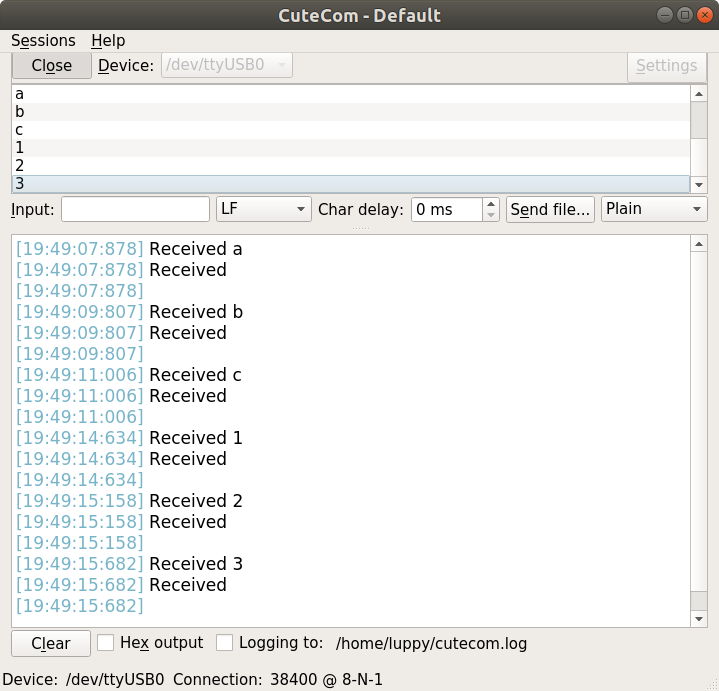 CuteCom - Default
Sessions Help
Close Device: /dev/ttyUSB0 Settings
a
b
c
1
2
3
Input: LF Char delay: 0 ms Send file... Plain
[19:49:07:878] Received a
[19:49:07:878] Received
[19:49:07:878]
[19:49:09:807] Received b
[19:49:09:807] Received
[19:49:09:807]
[19:49:11:006] Received c
[19:49:11:006] Received
[19:49:11:006]
[19:49:14:634] Received 1
[19:49:14:634] Received
[19:49:14:634]
[19:49:15:158] Received 2
[19:49:15:158] Received
[19:49:15:158]
[19:49:15:682] Received 3
[19:49:15:682] Received
[19:49:15:682]
Clear Hex output Logging to: /home/luppy/cutecom.log
Device: /dev/ttyUSB0 Connection: 38400 @ 8-N-1